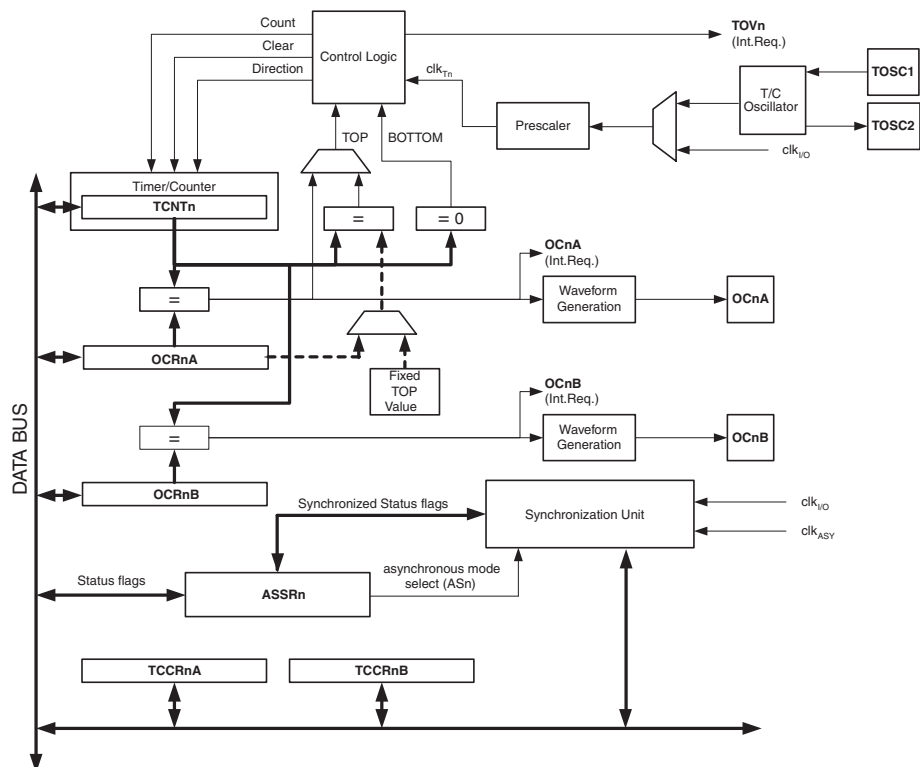 Count
Clear
Direction
Control Logic
TOVn
(Int.Req.)
clkTn
TOSC1
T/C
Oscillator
TOSC2
Prescaler
clkI/O
TOP
BOTTOM
Timer/Counter
TCNTn
=
= 0
OCnA
(Int.Req.)
=
Waveform
Generation
OCnA
OCRnA
Fixed
TOP
Value
OCnB
(Int.Req.)
=
Waveform
Generation
OCnB
DATA BUS
OCRnB
Synchronized Status flags
Synchronization Unit
clkI/O
clkASY
Status flags
asynchronous mode
select (ASn)
ASSRn
TCCRnA
TCCRnB